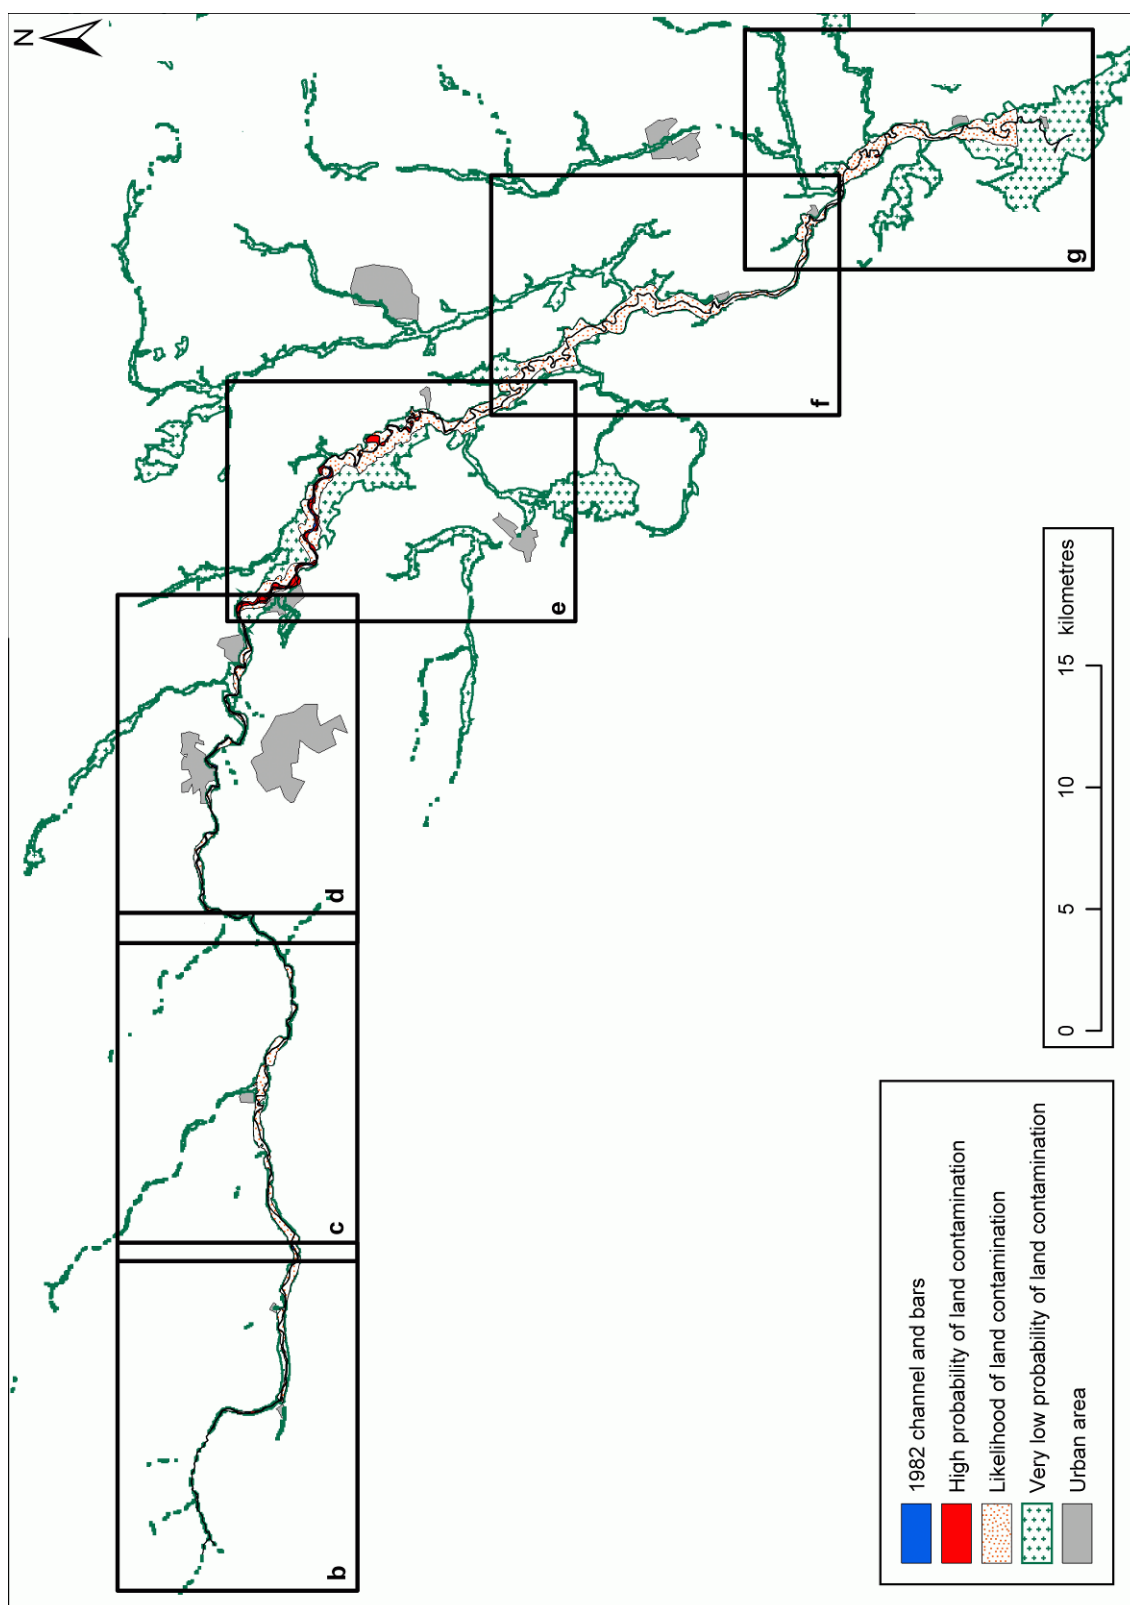 N
b
c
d
e
f
g
1982 channel and bars
High probability of land contamination
Likelihood of land contamination
Very low probability of land contamination
Urban area
0 5 10 15 kilometres